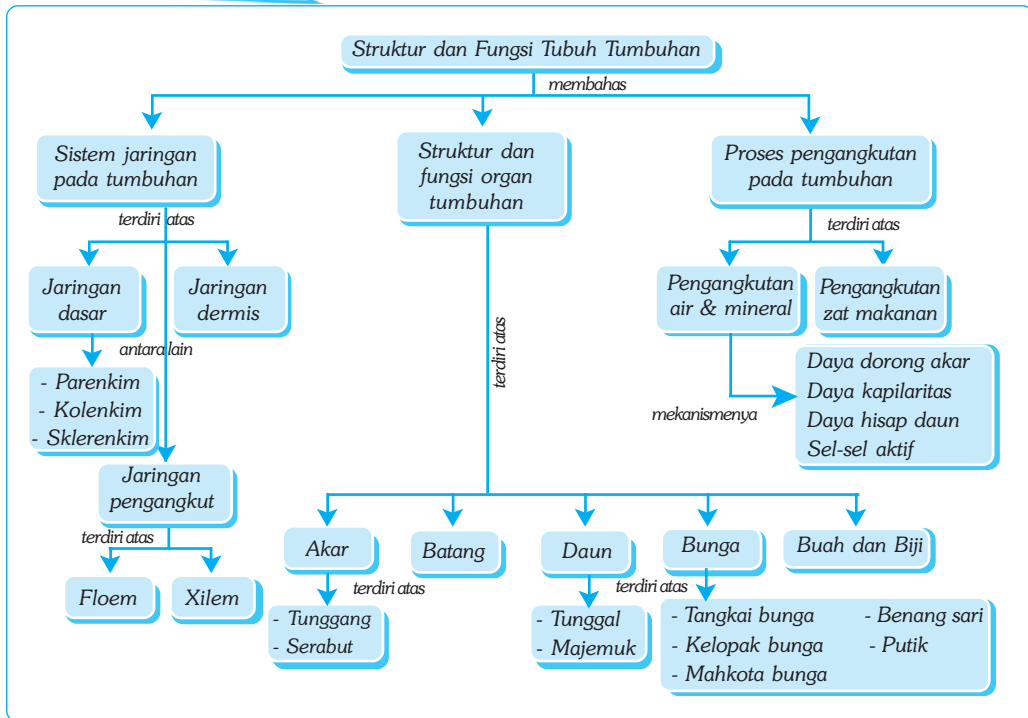 Struktur dan Fungsi Tubuh Tumbuhan
membahas
Sistem jaringan
pada tumbuhan
Struktur dan
fungsi organ
tumbuhan
Proses pengangkutan
pada tumbuhan
terdiri atas
terdiri atas
Jaringan
dasar
Jaringan
dermis
Pengangkutan
air & mineral
Pengangkutan
zat makanan
antara lain
terdiri atas
- Parenkim
- Kolenkim
- Sklerenkim
mekanismenya
Daya dorong akar
Daya kapilaritas
Daya hisap daun
Sel-sel aktif
Jaringan
pengangkut
terdiri atas
Floem
Xilem
Akar
Batang
Daun
Bunga
Buah dan Biji
terdiri atas
terdiri atas
- Tunggang
- Serabut
- Tunggal
- Majemuk
- Tangkai bunga
- Kelopak bunga
- Mahkota bunga
- Benang sari
- Putik